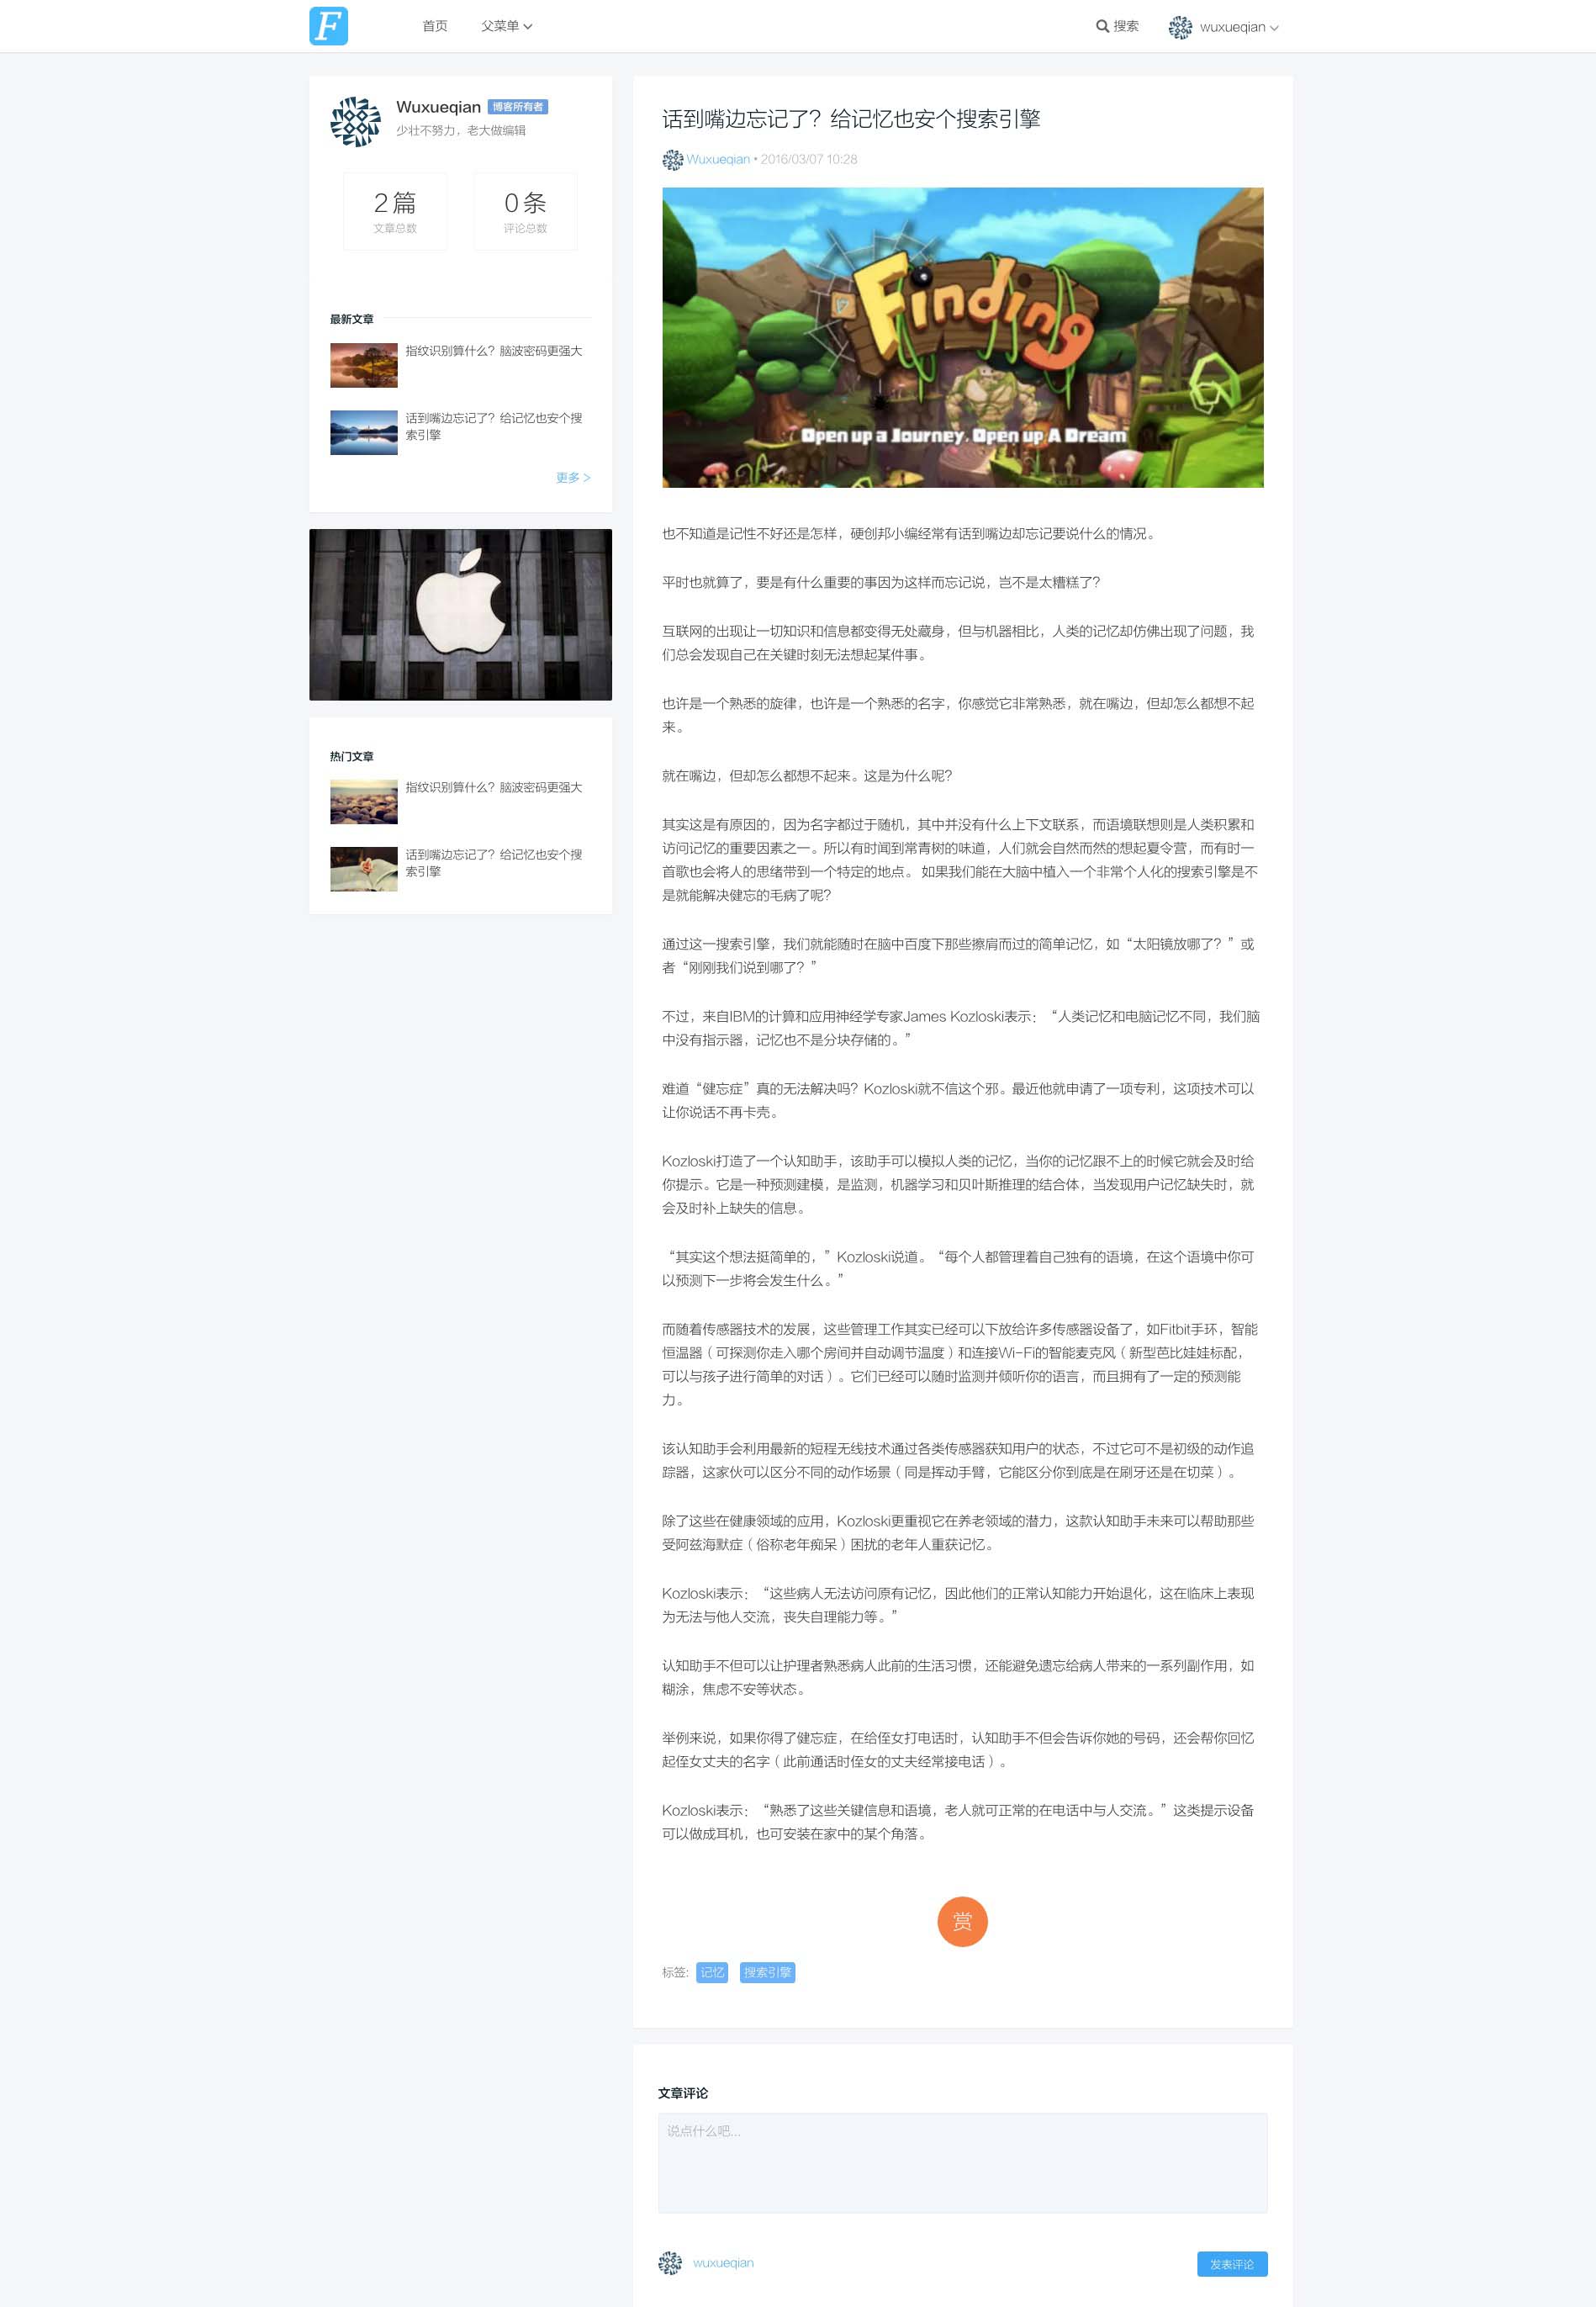 F
首页
父菜单
搜索
wuxueqian
Wuxueqian 博客所有者
少壮不努力，老大做编辑
2 篇
文章总数
0 条
评论总数
最新文章
指纹识别算什么？脑波密码更强大
话到嘴边忘记了？给记忆也安个搜
索引擎
更多 >
热门文章
指纹识别算什么？脑波密码更强大
话到嘴边忘记了？给记忆也安个搜
索引擎
话到嘴边忘记了？给记忆也安个搜索引擎
Wuxueqian • 2016/03/07 10:28
Finding
Open up a Journey, Open up A Dream
也不知道是记性不好还是怎样，硬创邦小编经常有话到嘴边却忘记要说什么的情况。
平时也就算了，要是有什么重要的事因为这样而忘记说，岂不是太糟糕了？
互联网的出现让一切知识和信息都变得无处藏身，但与机器相比，人类的记忆却仿佛出现了问题，我
们总会发现自己在关键时刻无法想起某件事。
也许是一个熟悉的旋律，也许是一个熟悉的名字，你感觉它非常熟悉，就在嘴边，但却怎么都想不起
来。
就在嘴边，但却怎么都想不起来。这是为什么呢？
其实这是有原因的，因为名字都过于随机，其中并没有什么上下文联系，而语境联想则是人类积累和
访问记忆的重要因素之一。所以有时闻到常青树的味道，人们就会自然而然的想起夏令营，而有时一
首歌也会将人的思绪带到一个特定的地点。 如果我们能在大脑中植入一个非常个人化的搜索引擎是不
是就能解决健忘的毛病了呢？
通过这一搜索引擎，我们就能随时在脑中百度下那些擦肩而过的简单记忆，如“太阳镜放哪了？”或
者“刚刚我们说到哪了？”
不过，来自IBM的计算和应用神经学专家James Kozloski表示：“人类记忆和电脑记忆不同，我们脑
中没有指示器，记忆也不是分块存储的。”
难道“健忘症”真的无法解决吗？Kozloski就不信这个邪。最近他就申请了一项专利，这项技术可以
让你说话不再卡壳。
Kozloski打造了一个认知助手，该助手可以模拟人类的记忆，当你的记忆跟不上的时候它就会及时给
你提示。它是一种预测建模，是监测，机器学习和贝叶斯推理的结合体，当发现用户记忆缺失时，就
会及时补上缺失的信息。
“其实这个想法挺简单的，”Kozloski说道。“每个人都管理着自己独有的语境，在这个语境中你可
以预测下一步将会发生什么。”
而随着传感器技术的发展，这些管理工作其实已经可以下放给许多传感器设备了，如Fitbit手环，智能
恒温器（可探测你走入哪个房间并自动调节温度）和连接Wi-Fi的智能麦克风（新型芭比娃娃标配，
可以与孩子进行简单的对话）。它们已经可以随时监测并倾听你的语言，而且拥有了一定的预测能
力。
该认知助手会利用最新的短程无线技术通过各类传感器获知用户的状态，不过它可不是初级的动作追
踪器，这家伙可以区分不同的动作场景（同是挥动手臂，它能区分你到底是在刷牙还是在切菜）。
除了这些在健康领域的应用，Kozloski更重视它在养老领域的潜力，这款认知助手未来可以帮助那些
受阿兹海默症（俗称老年痴呆）困扰的老年人重获记忆。
Kozloski表示：“这些病人无法访问原有记忆，因此他们的正常认知能力开始退化，这在临床上表现
为无法与他人交流，丧失自理能力等。”
认知助手不但可以让护理者熟悉病人此前的生活习惯，还能避免遗忘给病人带来的一系列副作用，如
糊涂，焦虑不安等状态。
举例来说，如果你得了健忘症，在给侄女打电话时，认知助手不但会告诉你她的号码，还会帮你回忆
起侄女丈夫的名字（此前通话时侄女的丈夫经常接电话）。
Kozloski表示：“熟悉了这些关键信息和语境，老人就可正常的在电话中与人交流。”这类提示设备
可以做成耳机，也可安装在家中的某个角落。
赏
标签: 记忆 搜索引擎
文章评论
说点什么吧...
wuxueqian
发表评论